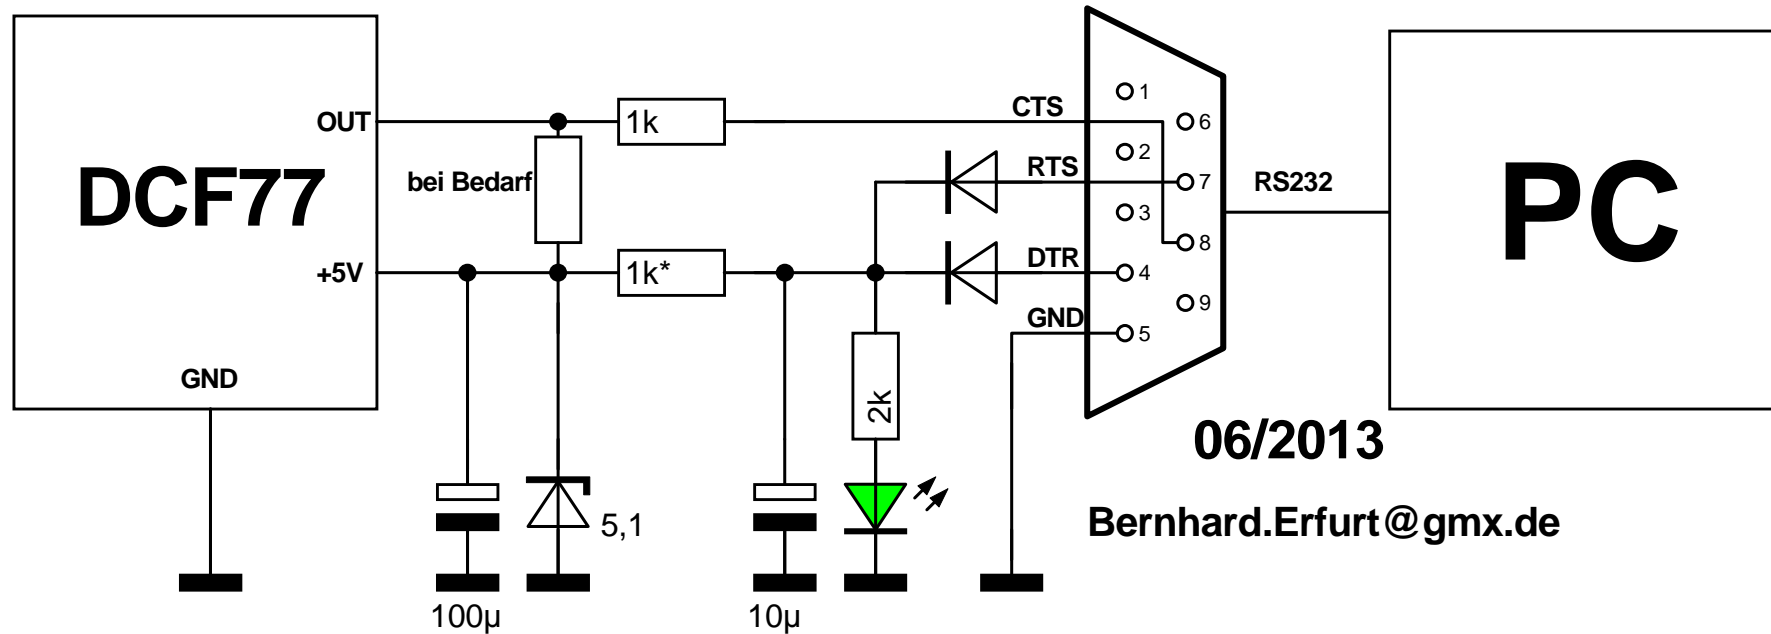 DCF77
OUT
+5V
GND
bei Bedarf
1k
1k*
2k
5,1
100µ
10µ
CTS
RTS
DTR
GND
1
6
2
7
3
8
4
9
5
RS232
PC
06/2013
Bernhard.Erfurt@gmx.de